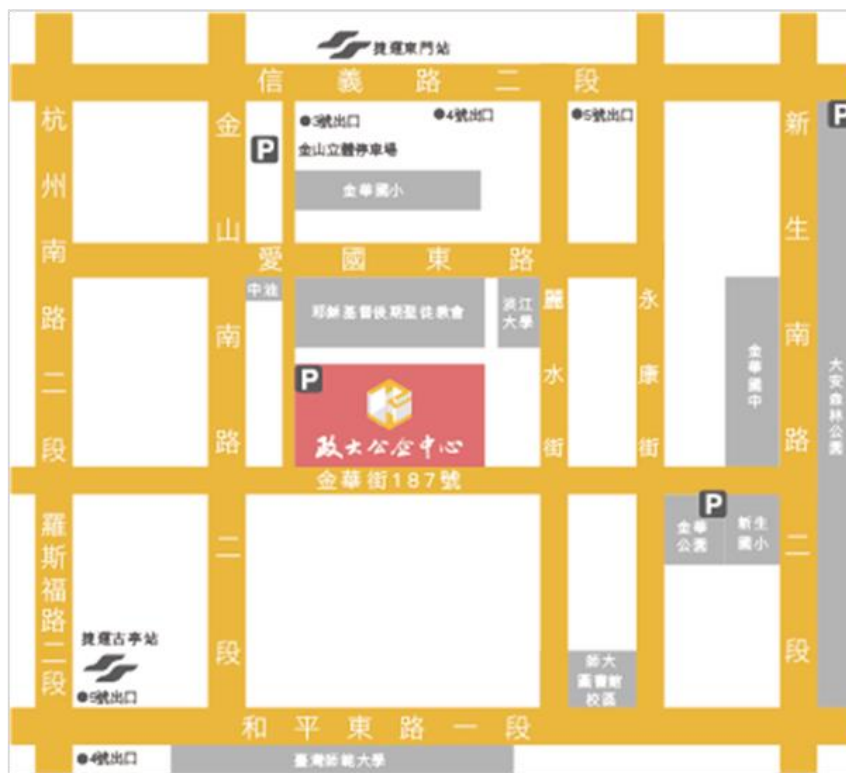 捷運東門站
信義路二段
●3號出口
●4號出口
●5號出口
P
P
金山立體停車場
金華國小
杭州南路二段
金山南路二段
新生南路二段
愛國東路
中油
耶穌基督後期聖徒教會
淡江
大學
麗水街
永康街
金華國中
大安森林公園
P
政大公企中心
金華街187號
P
金華
公園
新生
國小
羅斯福路二段
捷運古亭站
●5號出口
師大
圖書館
校區
和平東路一段
●4號出口
臺灣師範大學